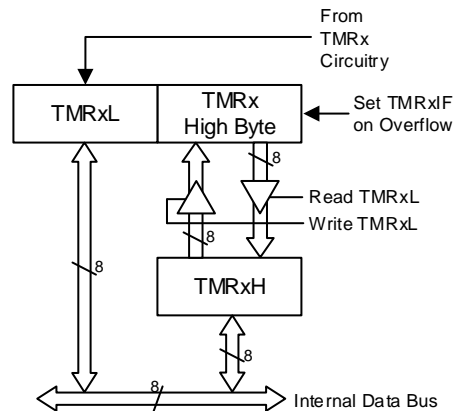 From
TMRx
Circuitry
TMRxL
TMRx
High Byte
Set TMRxIF
on Overflow
8
Read TMRxL
Write TMRxL
8
TMRxH
8
8
8
Internal Data Bus